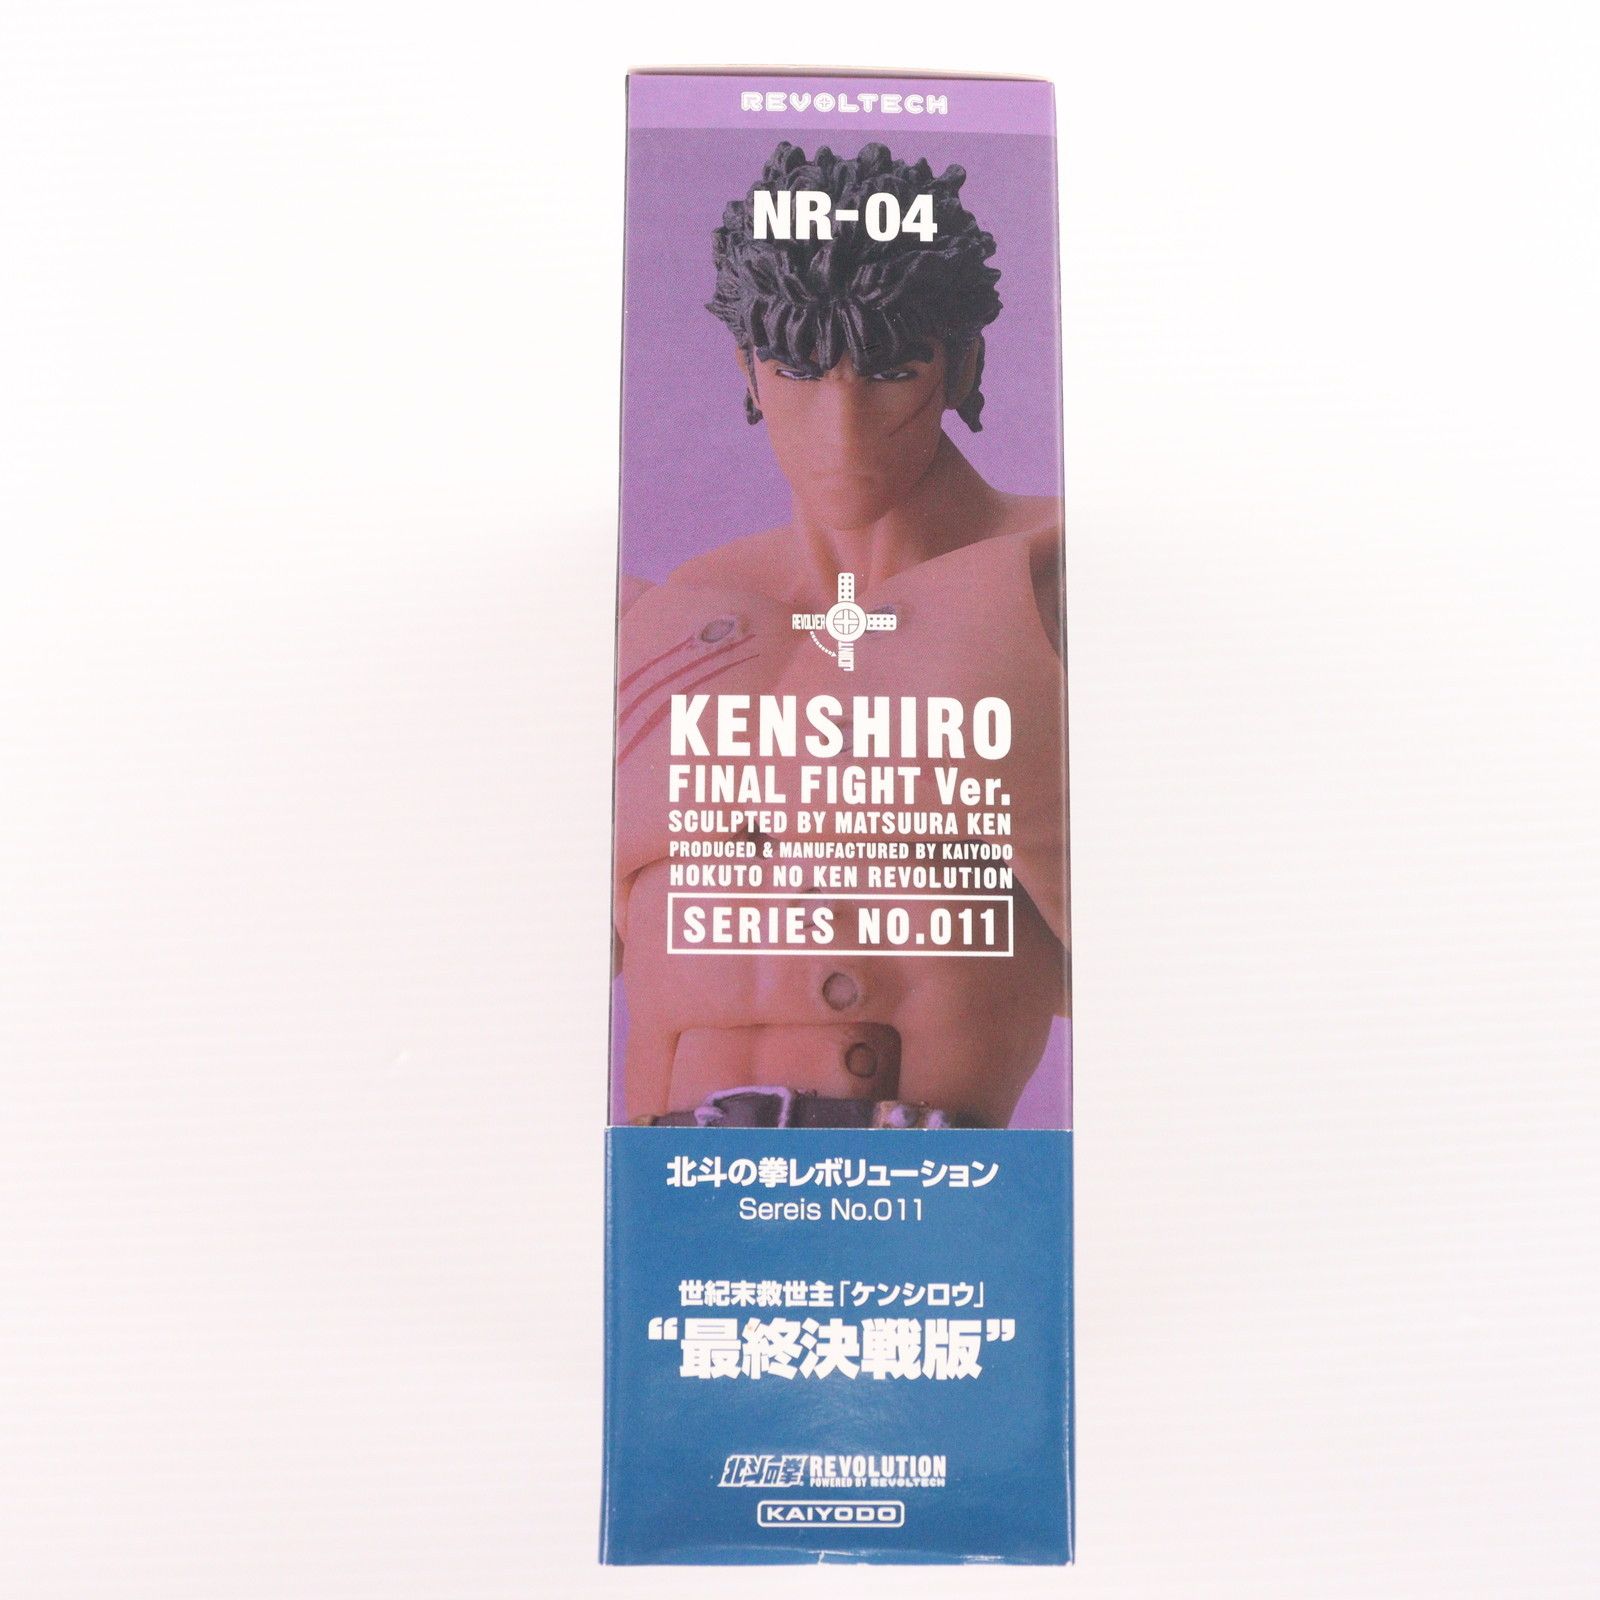 REVOLTECH
NR-04
REVOLVER
JOINT
KENSHIRO
FINAL FIGHT Ver.
SCULPTED BY MATSUURA KEN
PRODUCED & MANUFACTURED BY KAIYODO
HOKUTO NO KEN REVOLUTION
SERIES NO.011
北斗の拳レボリューション
Sereis No.011
世紀末救世主「ケンシロウ」
“最終決戦版”
北斗の拳 REVOLUTION
POWERED BY REVOLTECH
KAIYODO